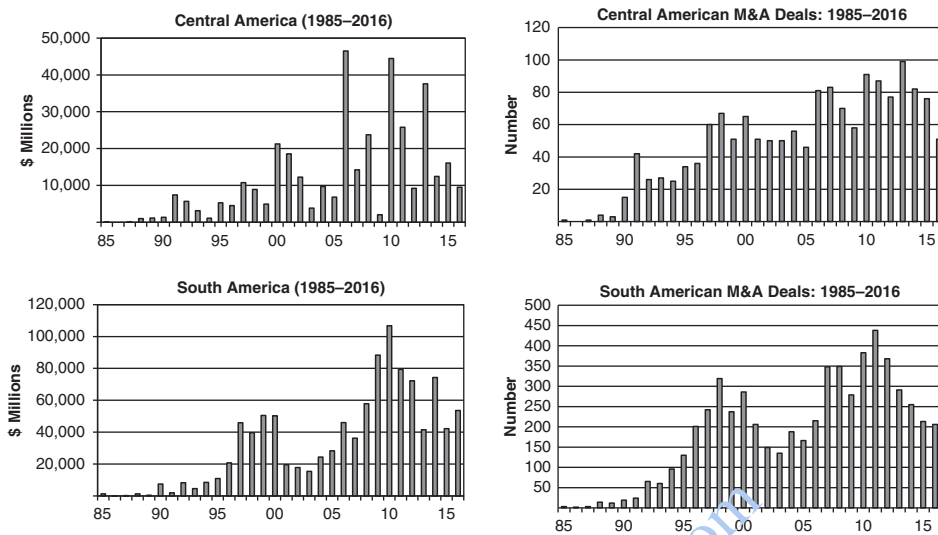 Central America (1985–2016)
$ Millions
50,000
40,000
30,000
20,000
10,000
85 90 95 00 05 10 15
Central American M&A Deals: 1985–2016
Number
120
100
80
60
40
20
85 90 95 00 05 10 15
South America (1985–2016)
$ Millions
120,000
100,000
80,000
60,000
40,000
20,000
85 90 95 00 05 10 15
South American M&A Deals: 1985–2016
Number
500
450
400
350
300
250
200
150
100
50
85 90 95 00 05 10 15
om